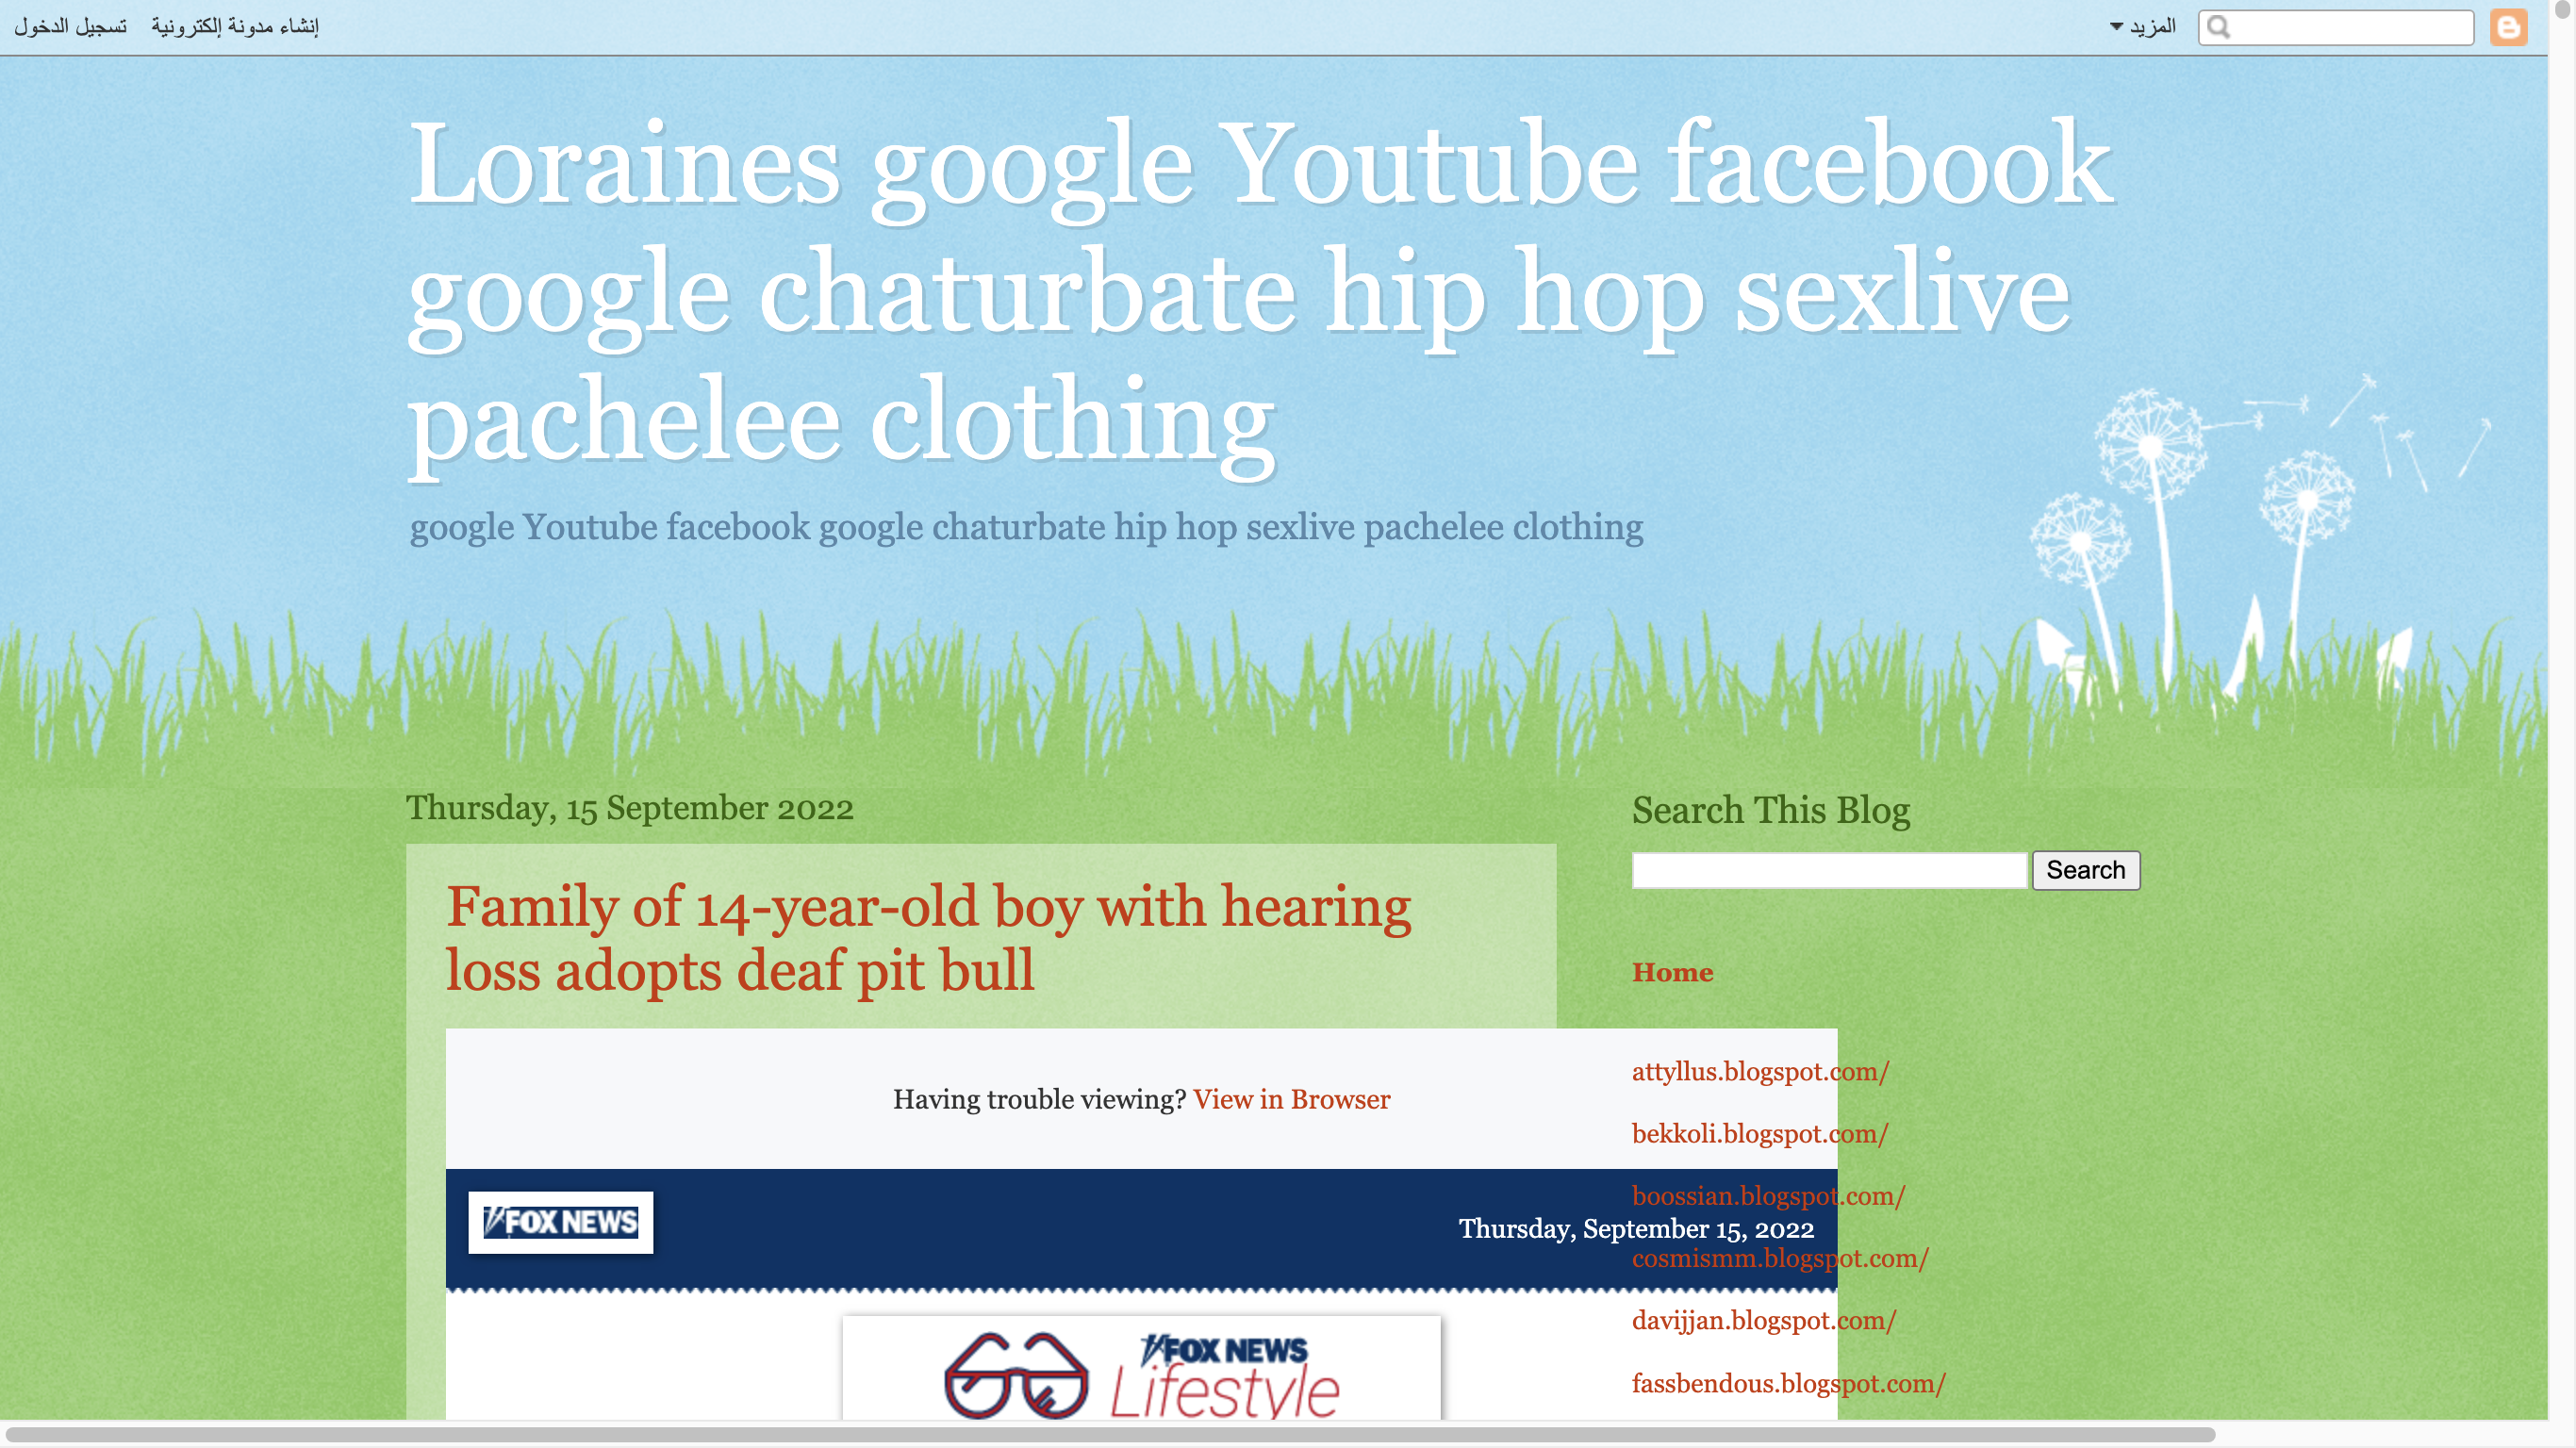 تسجيل الدخول
إنشاء مدونة إلكترونية
المزيد
Loraines google Youtube facebook
google chaturbate hip hop sexlive
pachelee clothing
google Youtube facebook google chaturbate hip hop sexlive pachelee clothing
Thursday, 15 September 2022
Family of 14-year-old boy with hearing
loss adopts deaf pit bull
Having trouble viewing? View in Browser
FOX NEWS
Thursday, September 15, 2022
FOX NEWS
Lifestyle
Search This Blog
Search
Home
attyllus.blogspot.com/
bekkoli.blogspot.com/
boossian.blogspot.com/
cosmismm.blogspot.com/
davijjan.blogspot.com/
fassbendous.blogspot.com/